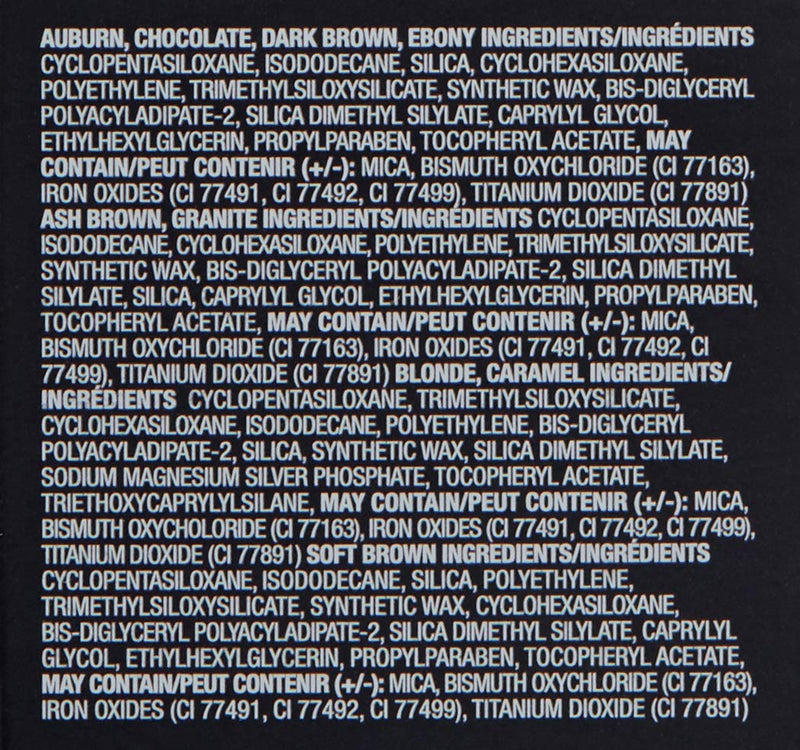 AUBURN, CHOCOLATE, DARK BROWN, EBONY INGREDIENTS/INGRÉDIENTS
CYCLOPENTASILOXANE, ISODODECANE, SILICA, CYCLOHEXASILOXANE,
POLYETHYLENE, TRIMETHYLSILOXYSILICATE, SYNTHETIC WAX, BIS-DIGLYCERYL
POLYACYLADIPATE-2, SILICA DIMETHYL SILYLATE, CAPRYLYL GLYCOL,
ETHYLHEXYLGLYCERIN, PROPYLPARABEN, TOCOPHERYL ACETATE, MAY
CONTAIN/PEUT CONTENIR (+/-): MICA, BISMUTH OXYCHLORIDE (CI 77163),
IRON OXIDES (CI 77491, CI 77492, CI 77499), TITANIUM DIOXIDE (CI 77891)
ASH BROWN, GRANITE INGREDIENTS/INGRÉDIENTS CYCLOPENTASILOXANE,
ISODODECANE, CYCLOHEXASILOXANE, POLYETHYLENE, TRIMETHYLSILOXYSILICATE,
SYNTHETIC WAX, BIS-DIGLYCERYL POLYACYLADIPATE-2, SILICA DIMETHYL
SILYLATE, SILICA, CAPRYLYL GLYCOL, ETHYLHEXYLGLYCERIN, PROPYLPARABEN,
TOCOPHERYL ACETATE, MAY CONTAIN/PEUT CONTENIR (+/-): MICA,
BISMUTH OXYCHLORIDE (CI 77163), IRON OXIDES (CI 77491, CI 77492, CI
77499), TITANIUM DIOXIDE (CI 77891) BLONDE, CARAMEL INGREDIENTS/
INGRÉDIENTS CYCLOPENTASILOXANE, TRIMETHYLSILOXYSILICATE,
CYCLOHEXASILOXANE, ISODODECANE, POLYETHYLENE, BIS-DIGLYCERYL
POLYACYLADIPATE-2, SILICA, SYNTHETIC WAX, SILICA DIMETHYL SILYLATE,
SODIUM MAGNESIUM SILVER PHOSPHATE, TOCOPHERYL ACETATE,
TRIETHOXYCAPRYLYLSILANE, MAY CONTAIN/PEUT CONTENIR (+/-): MICA,
BISMUTH OXYCHOLORIDE (CI 77163), IRON OXIDES (CI 77491, CI 77492, CI 77499),
TITANIUM DIOXIDE (CI 77891) SOFT BROWN INGREDIENTS/INGRÉDIENTS
CYCLOPENTASILOXANE, ISODODECANE, SILICA, POLYETHYLENE,
TRIMETHYLSILOXYSILICATE, SYNTHETIC WAX, CYCLOHEXASILOXANE,
BIS-DIGLYCERYL POLYACYLADIPATE-2, SILICA DIMETHYL SILYLATE, CAPRYLYL
GLYCOL, ETHYLHEXYLGLYCERIN, PROPYLPARABEN, TOCOPHERYL ACETATE,
MAY CONTAIN/PEUT CONTENIR (+/-): MICA, BISMUTH OXYCHLORIDE (CI 77163),
IRON OXIDES (CI 77491, CI 77492, CI 77499), TITANIUM DIOXIDE (CI 77891)